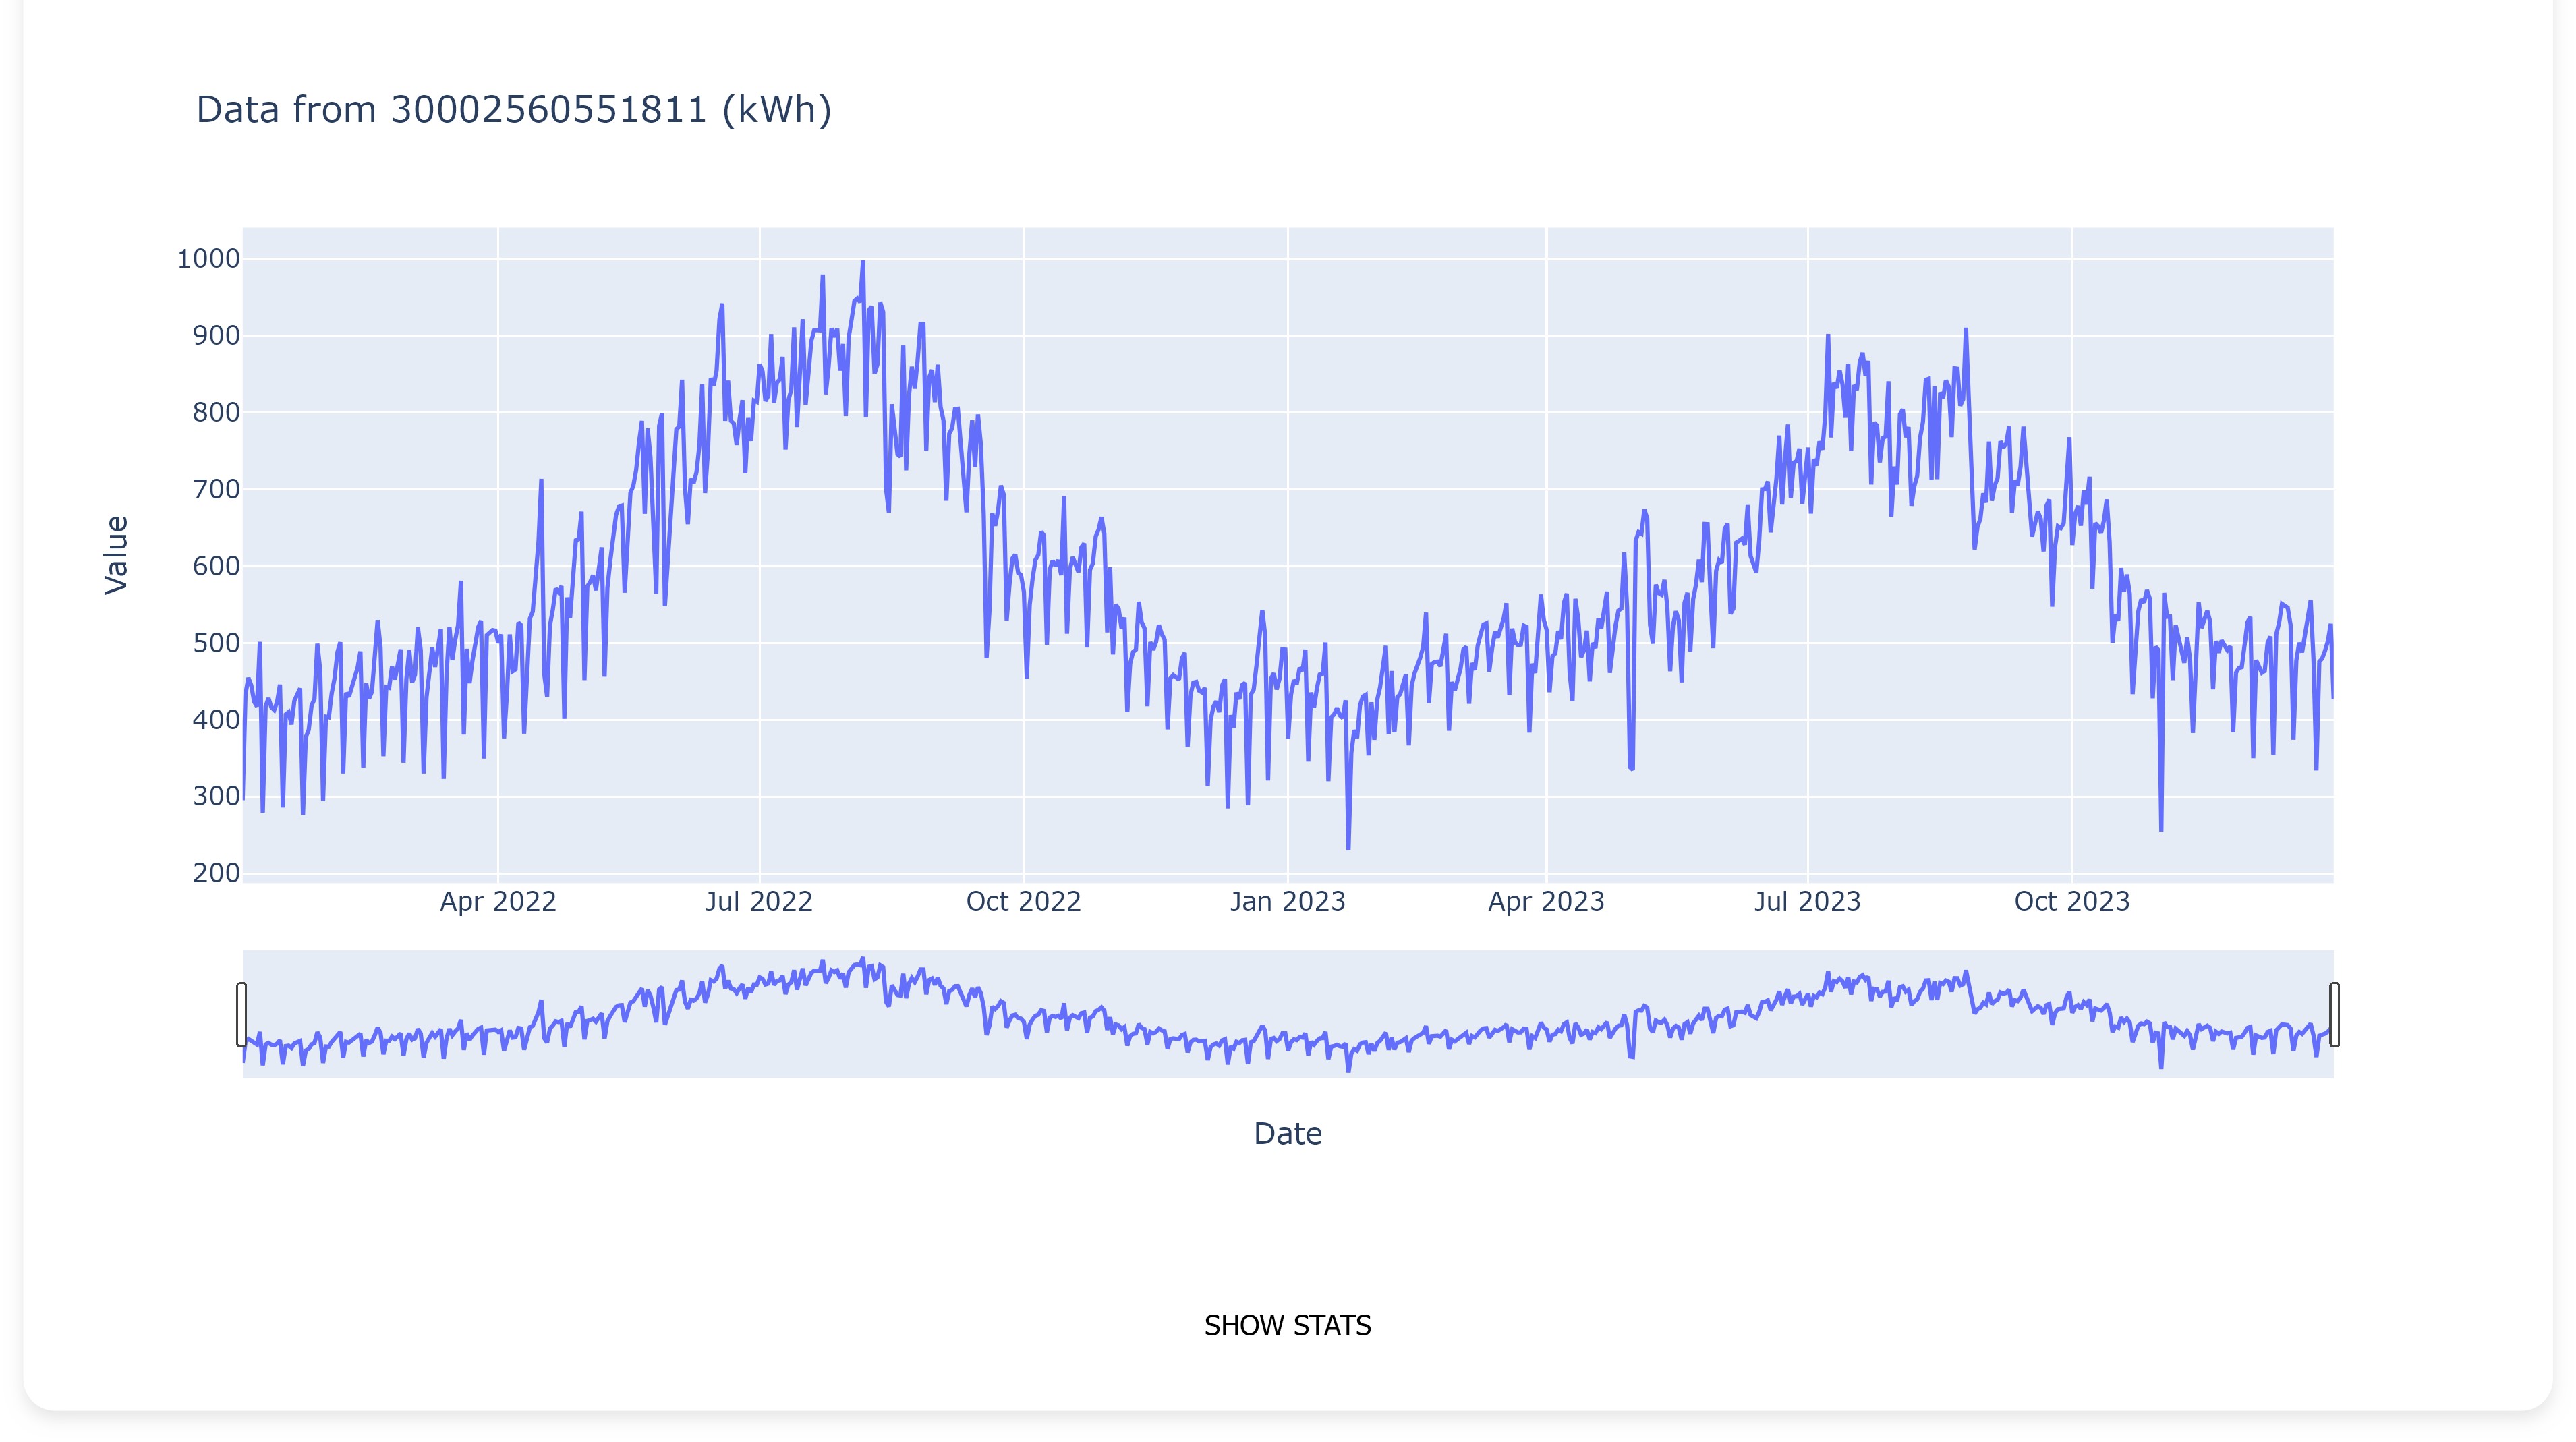 Data from 30002560551811 (kWh)
1000
900
800
700
600
500
400
300
200
Value
Apr 2022
Jul 2022
Oct 2022
Jan 2023
Apr 2023
Jul 2023
Oct 2023
Date
SHOW STATS